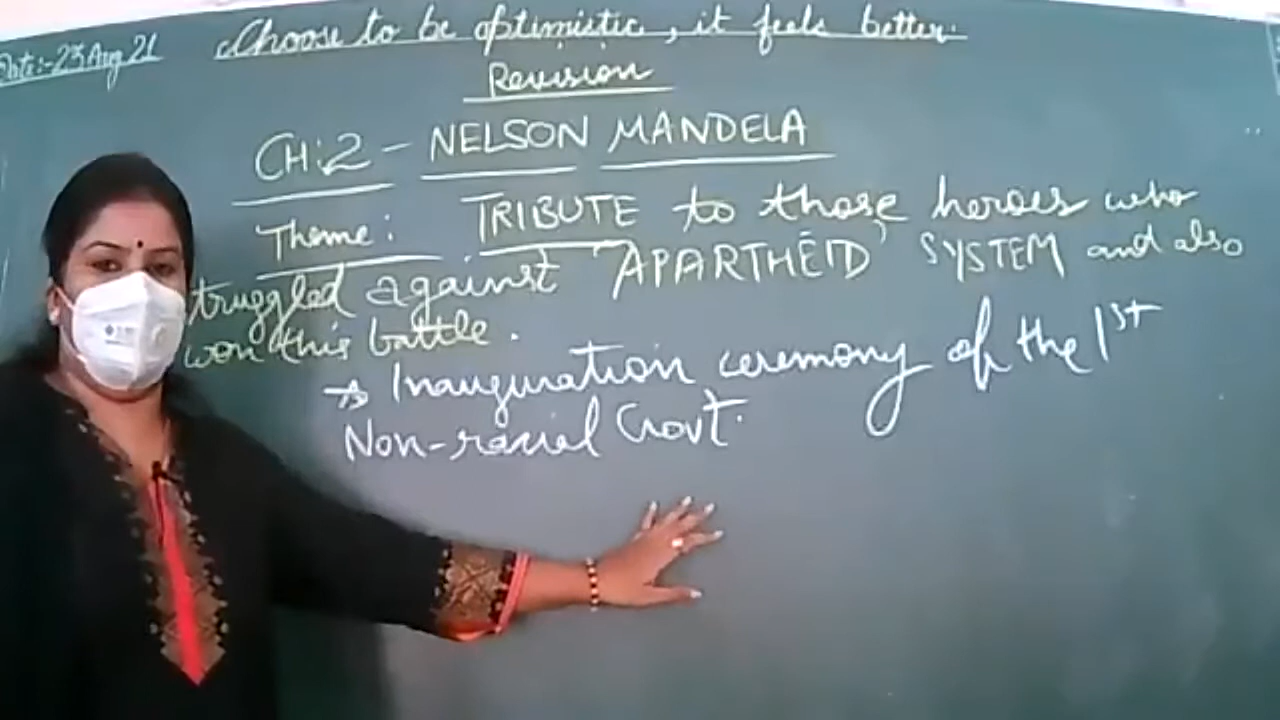 Date:- 23 Aug 21
Choose to be optimistic, it feels better.
Revision
CH:2 - NELSON MANDELA
Theme: TRIBUTE to those heroes who
truggled against 'APARTHEID' SYSTEM and also
won this battle.
→ Inauguration ceremony of the 1st
Non-racial Govt.